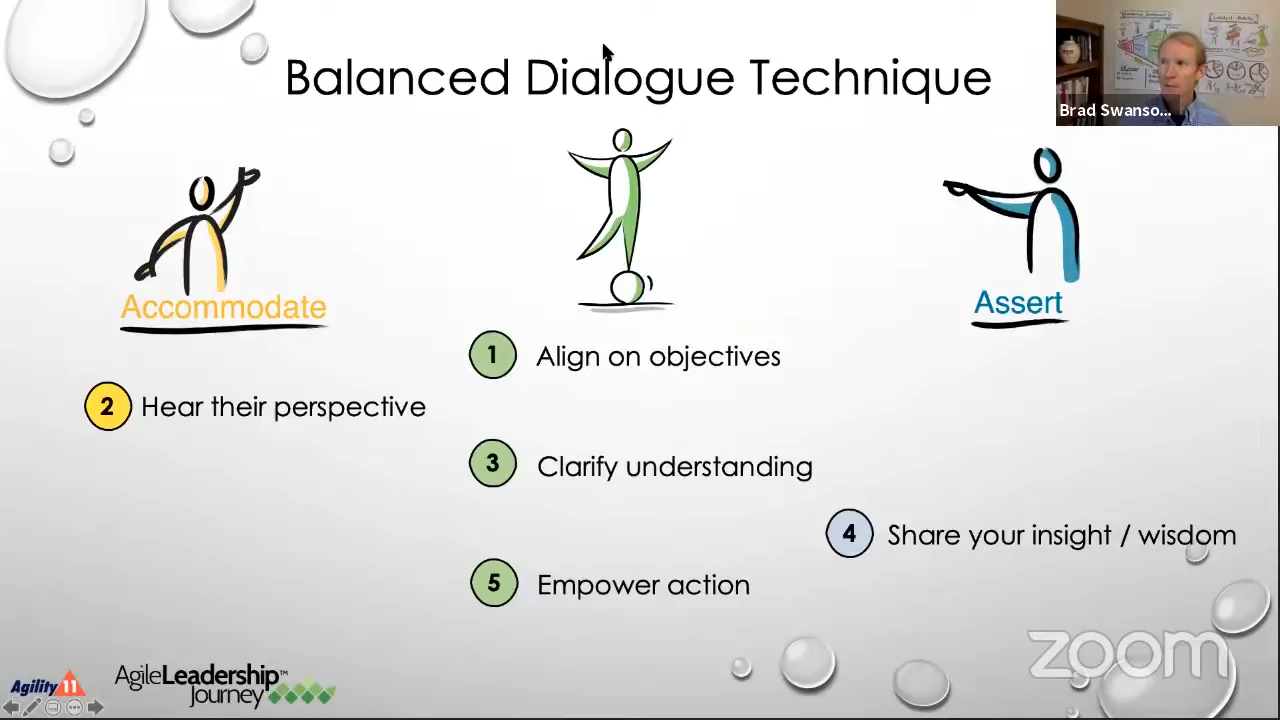 Balanced Dialogue Technique
Brad Swanso...
Accommodate
Assert
1 Align on objectives
2 Hear their perspective
3 Clarify understanding
4 Share your insight / wisdom
5 Empower action
zoom
Agility 11
AgileLeadership™
Journey